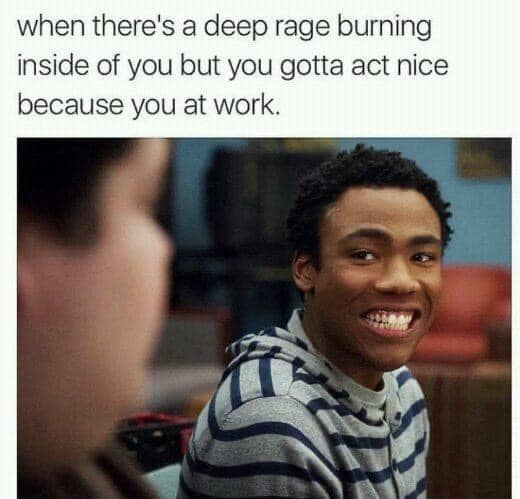 when there's a deep rage burning
inside of you but you gotta act nice
because you at work.